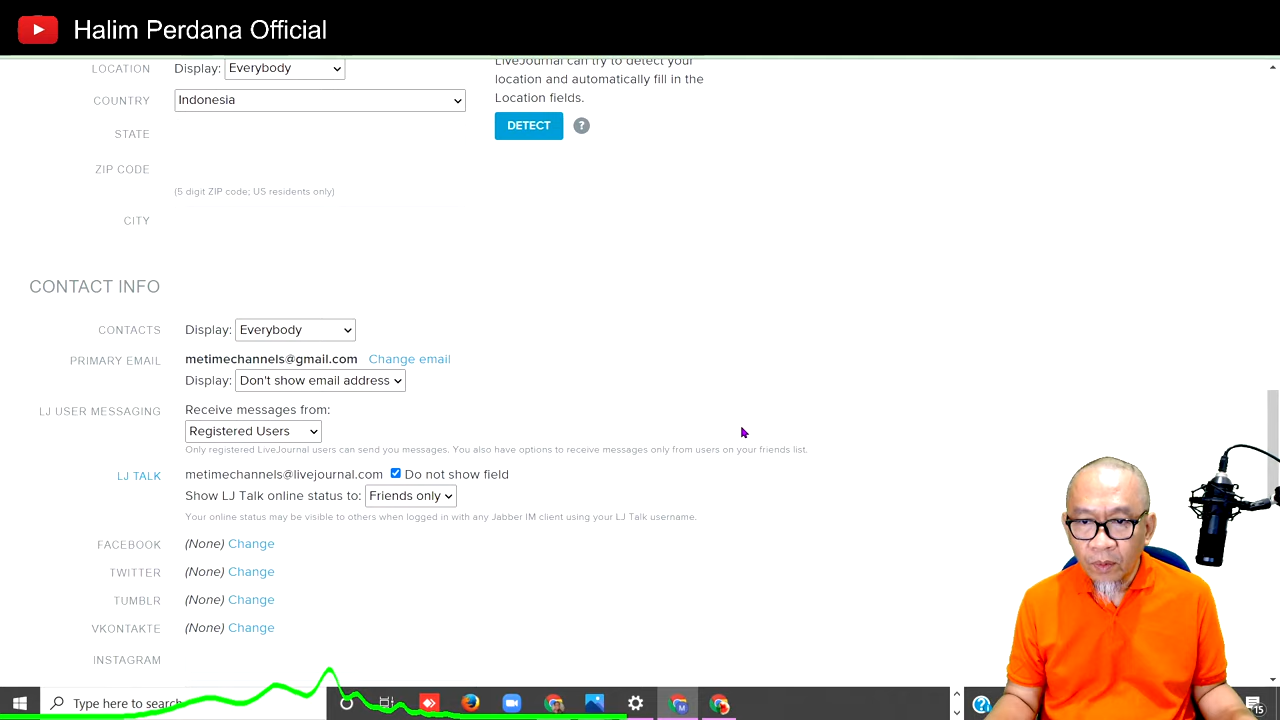 Halim Perdana Official
LOCATION Display: Everybody
COUNTRY Indonesia
STATE
ZIP CODE
(5 digit ZIP code; US residents only)
CITY
LiveJournal can try to detect your
location and automatically fill in the
Location fields.
DETECT ?
CONTACT INFO
CONTACTS Display: Everybody
PRIMARY EMAIL metimechannels@gmail.com Change email
Display: Don't show email address
LJ USER MESSAGING Receive messages from:
Registered Users
Only registered LiveJournal users can send you messages. You also have options to receive messages only from users on your friends list.
LJ TALK metimechannels@livejournal.com Do not show field
Show LJ Talk online status to: Friends only
Your online status may be visible to others when logged in with any Jabber IM client using your LJ Talk username.
FACEBOOK (None) Change
TWITTER (None) Change
TUMBLR (None) Change
VKONTAKTE (None) Change
INSTAGRAM
Type here to search
M
15